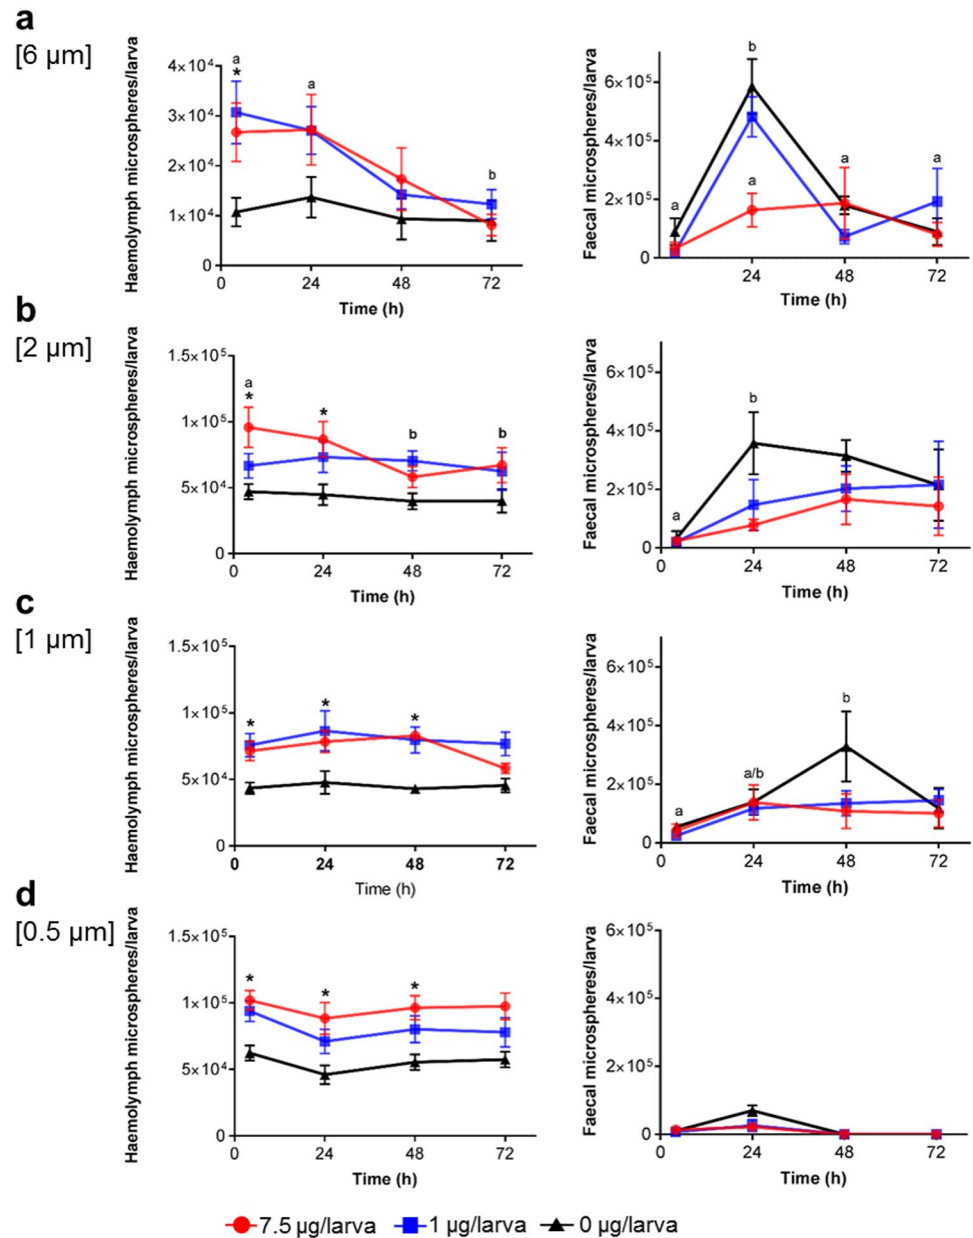 a
[6 µm]
Haemolymph microspheres/larva
4×10⁴
3×10⁴
2×10⁴
1×10⁴
0
a
*
a
b
0 24 48 72
Time (h)
Faecal microspheres/larva
6×10⁵
4×10⁵
2×10⁵
0
a
b
a
a
a
0 24 48 72
Time (h)
b
[2 µm]
Haemolymph microspheres/larva
1.5×10⁵
1×10⁵
5×10⁴
0
a
*
*
b
b
0 24 48 72
Time (h)
Faecal microspheres/larva
6×10⁵
4×10⁵
2×10⁵
0
a
b
0 24 48 72
Time (h)
c
[1 µm]
Haemolymph microspheres/larva
1.5×10⁵
1×10⁵
5×10⁴
0
*
*
*
0 24 48 72
Time (h)
Faecal microspheres/larva
6×10⁵
4×10⁵
2×10⁵
0
a
a/b
b
0 24 48 72
Time (h)
d
[0.5 µm]
Haemolymph microspheres/larva
1.5×10⁵
1×10⁵
5×10⁴
0
*
*
*
0 24 48 72
Time (h)
Faecal microspheres/larva
6×10⁵
4×10⁵
2×10⁵
0
0 24 48 72
Time (h)
7.5 µg/larva 1 µg/larva 0 µg/larva